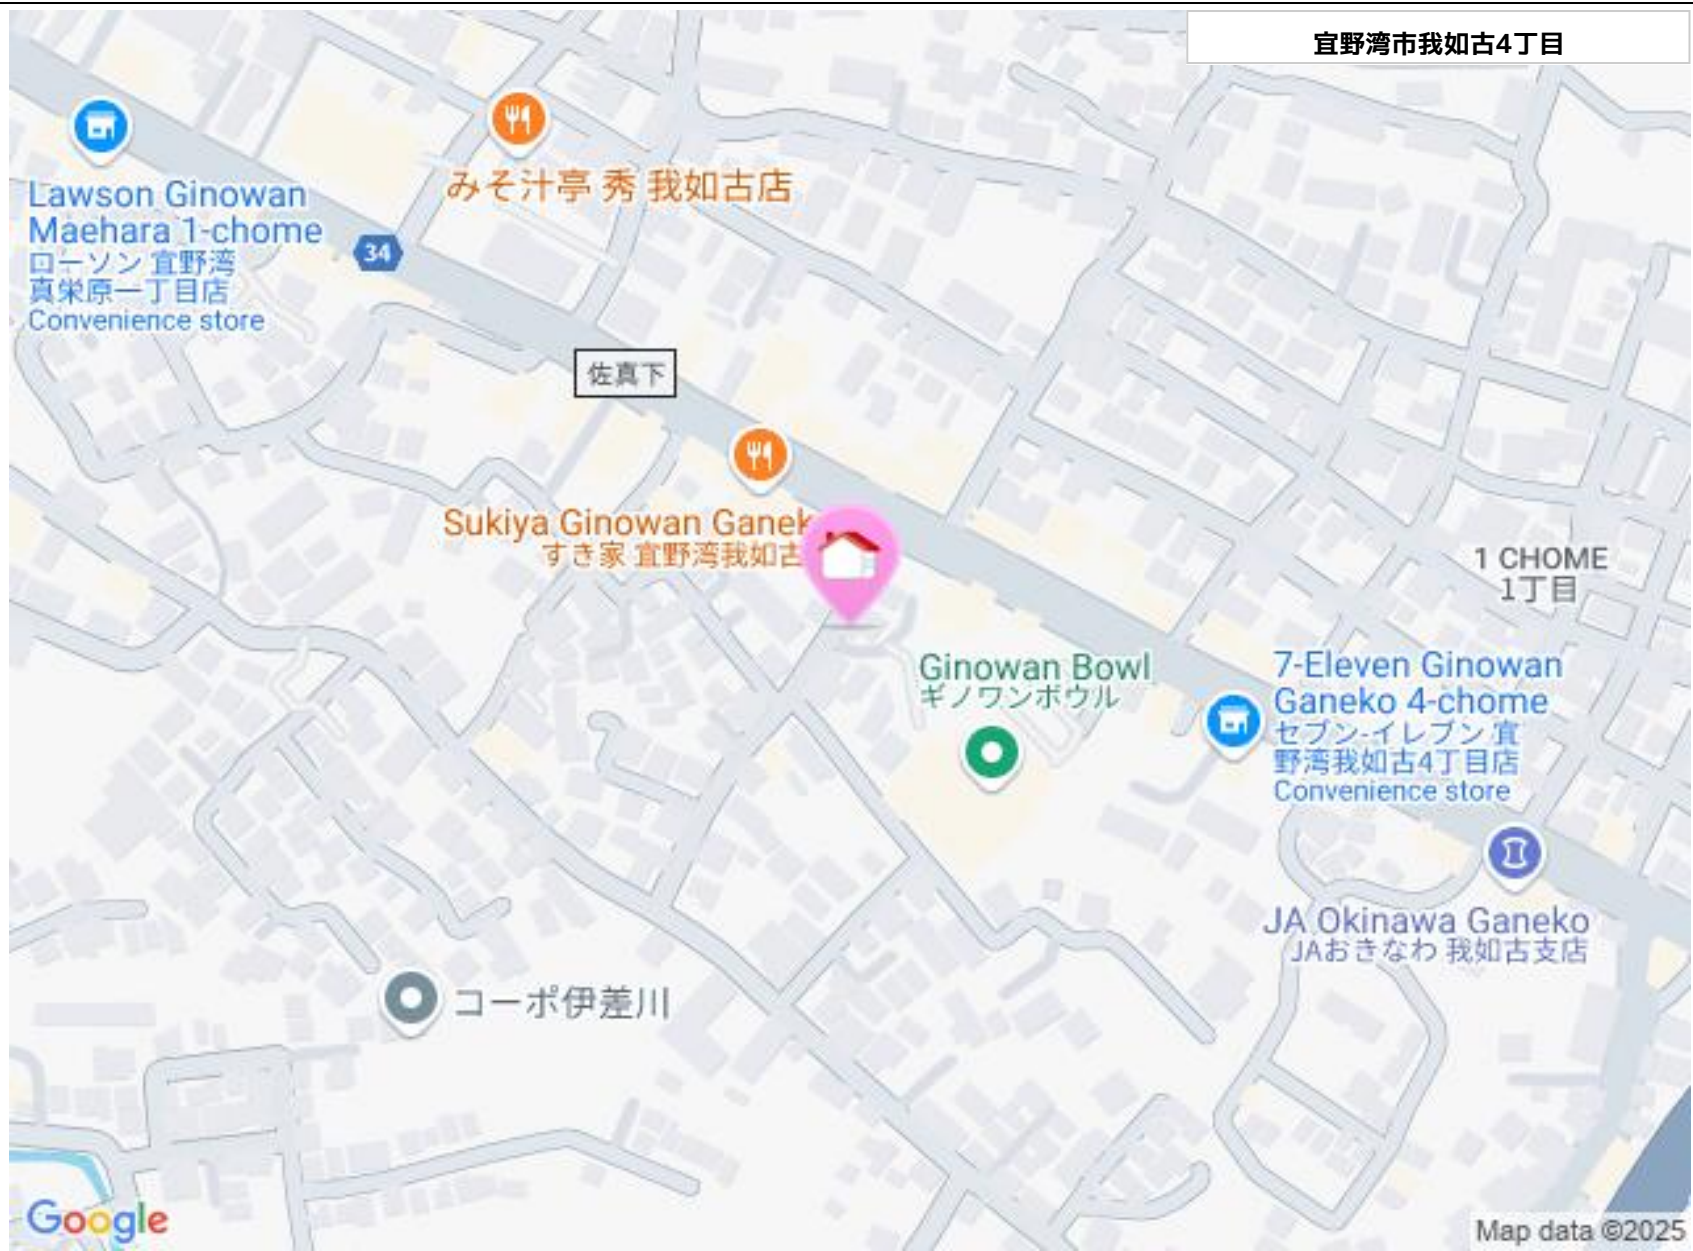 宜野湾市我如古4丁目
みそ汁亭 秀 我如古店
Lawson Ginowan
Maehara 1-chome
ローソン 宜野湾
真栄原一丁目店
Convenience store
34
佐真下
Sukiya Ginowan Ganek
すき家 宜野湾我如古
1 CHOME
1丁目
Ginowan Bowl
ギノワンボウル
7-Eleven Ginowan
Ganeko 4-chome
セブン-イレブン 宜
野湾我如古4丁目店
Convenience store
JA Okinawa Ganeko
JAおきなわ 我如古支店
コーポ伊差川
Google
Map data ©2025